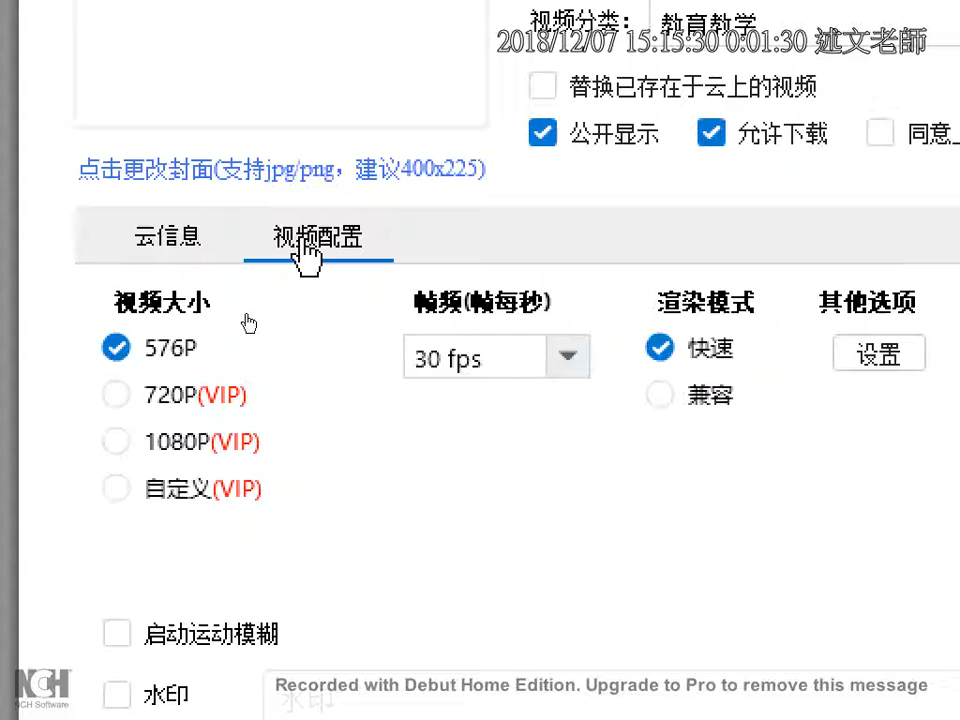 视频分类: 教育教学
2018/12/07 15:15:30 0:01:30 述文老師
替换已存在于云上的视频
公开显示 允许下载 同意
点击更改封面(支持jpg/png，建议400x225)
云信息 视频配置
视频大小 帧频(帧每秒) 渲染模式 其他选项
576P 30 fps 快速 设置
720P(VIP) 兼容
1080P(VIP)
自定义(VIP)
启动运动模糊
水印 水印
NCH Software
Recorded with Debut Home Edition. Upgrade to Pro to remove this message